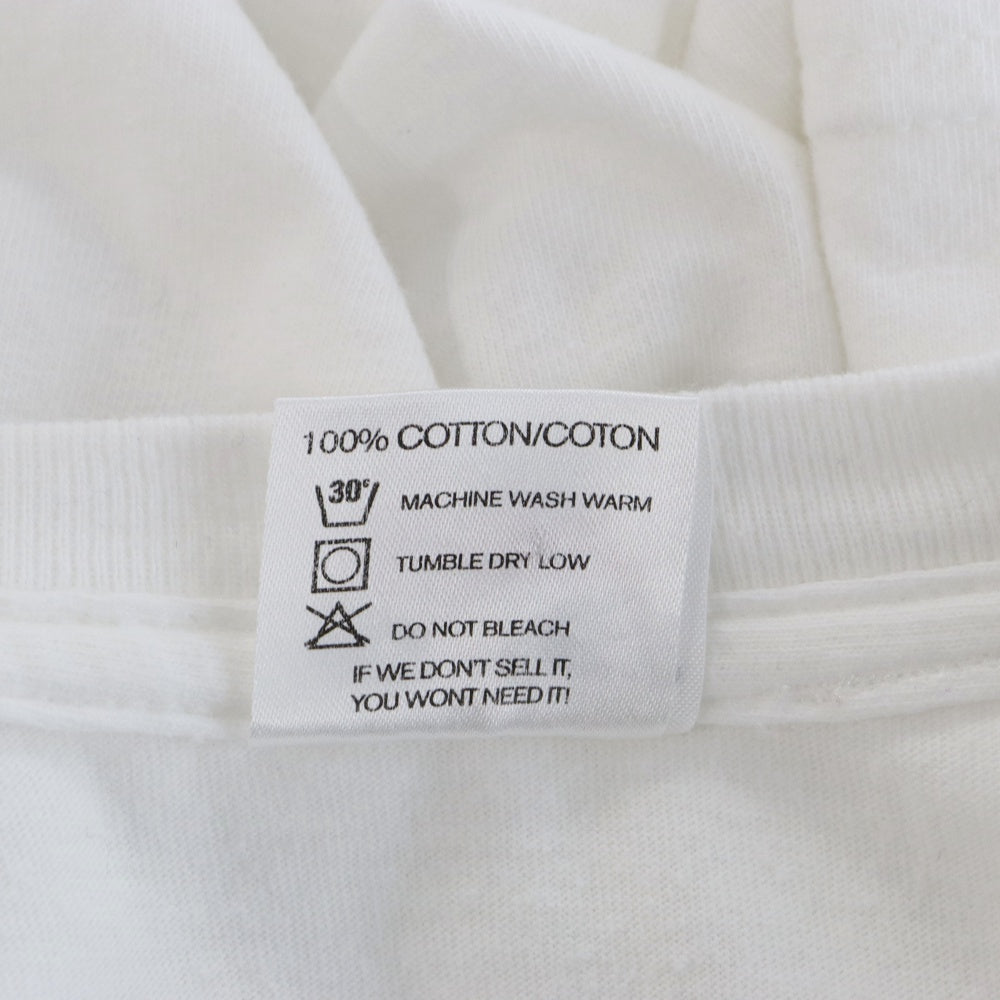 100% COTTON/COTON
30° MACHINE WASH WARM
TUMBLE DRY LOW
DO NOT BLEACH
IF WE DON'T SELL IT,
YOU WONT NEED IT!